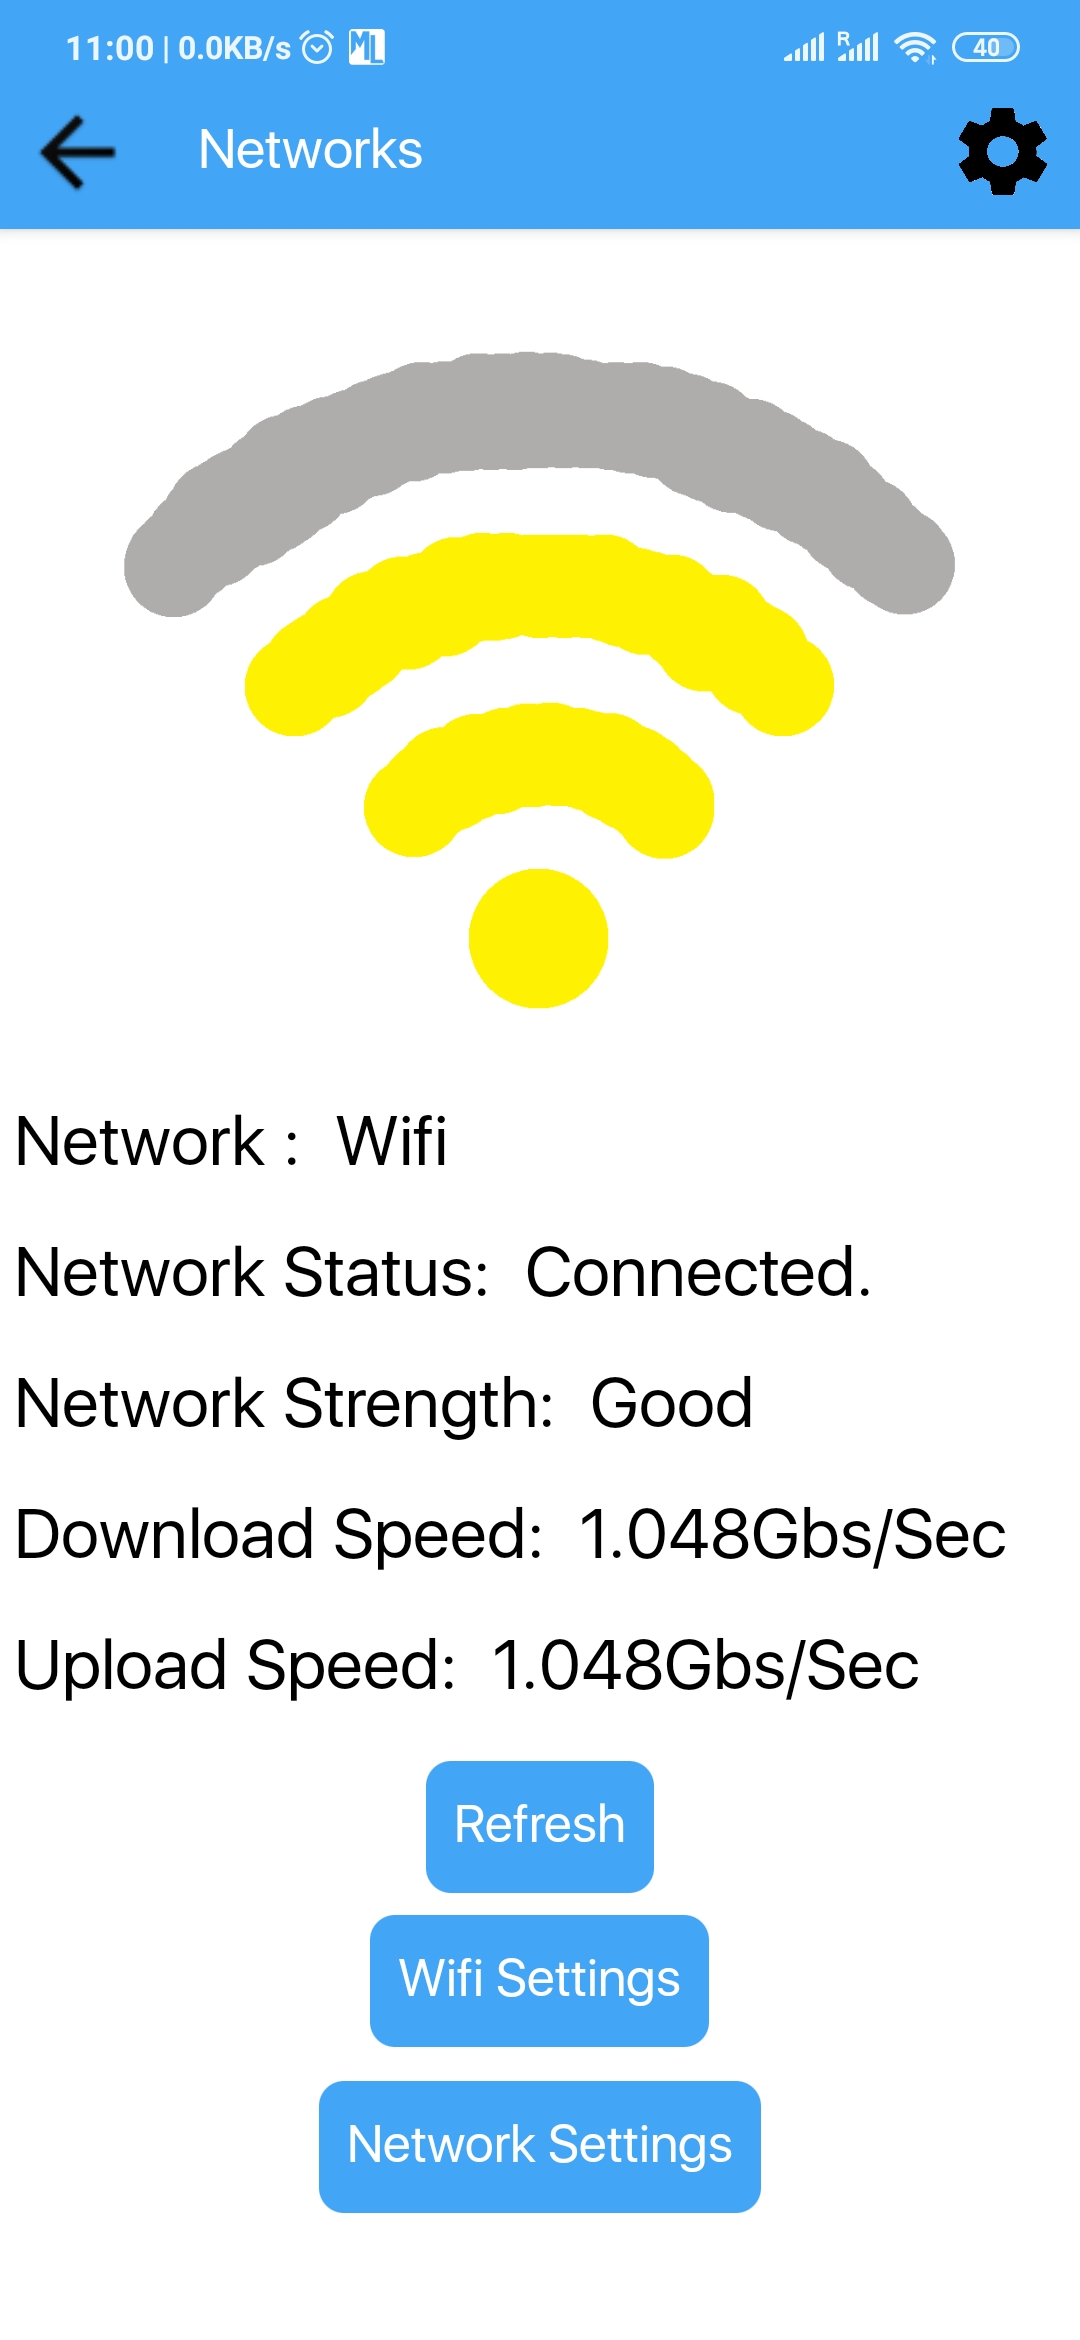 11:00 | 0.0KB/s ML R 40
Networks
Network :  Wifi
Network Status:  Connected.
Network Strength:  Good
Download Speed:  1.048Gbs/Sec
Upload Speed:  1.048Gbs/Sec
Refresh
Wifi Settings
Network Settings